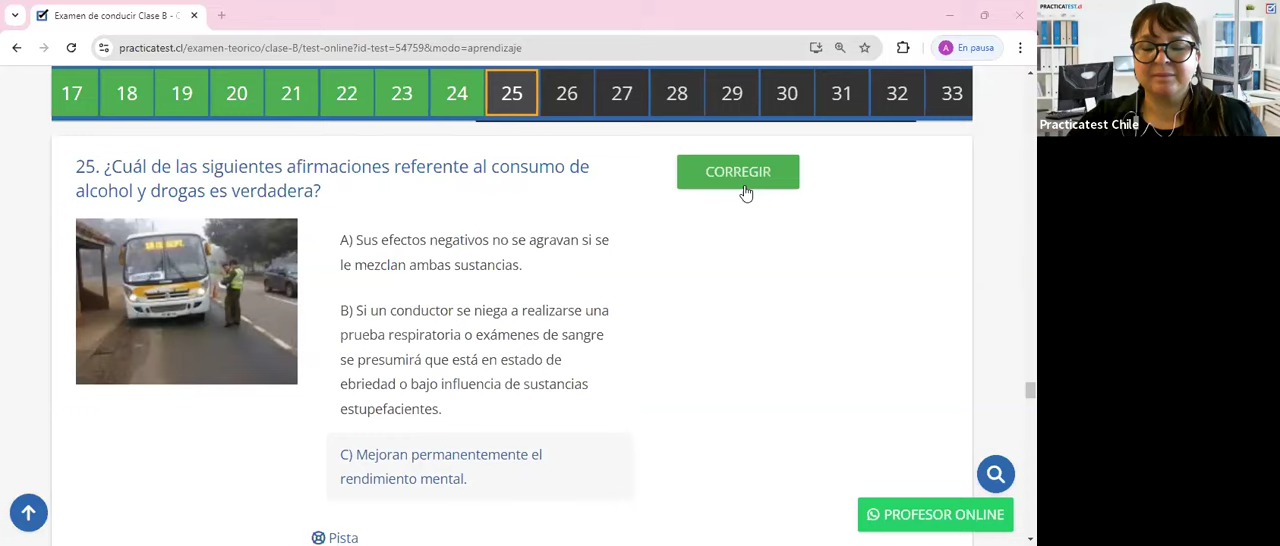 Examen de conducir Clase B - C
practicatest.cl/examen-teorico/clase-B/test-online?id-test=54759&modo=aprendizaje
A En pausa
PRACTICATEST.cl
Practicatest Chile
17 18 19 20 21 22 23 24 25 26 27 28 29 30 31 32 33
25. ¿Cuál de las siguientes afirmaciones referente al consumo de
alcohol y drogas es verdadera?
CORREGIR
A) Sus efectos negativos no se agravan si se
le mezclan ambas sustancias.
B) Si un conductor se niega a realizarse una
prueba respiratoria o exámenes de sangre
se presumirá que está en estado de
ebriedad o bajo influencia de sustancias
estupefacientes.
C) Mejoran permanentemente el
rendimiento mental.
Pista
PROFESOR ONLINE